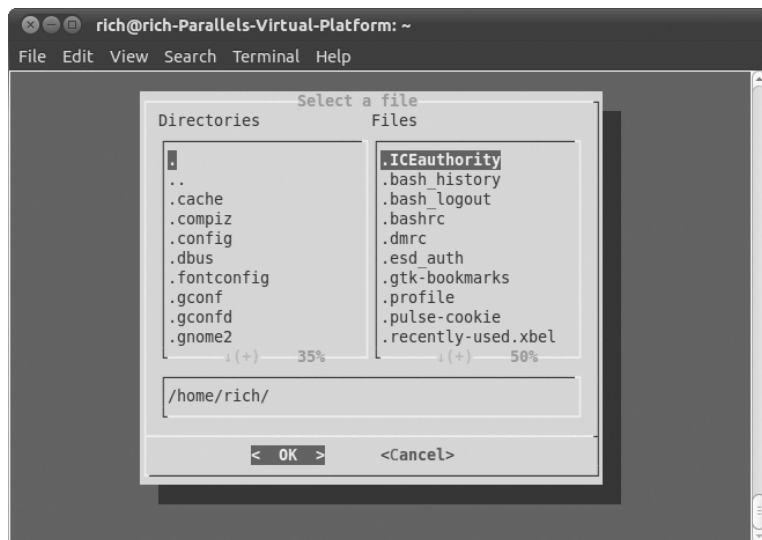 rich@rich-Parallels-Virtual-Platform: ~
File Edit View Search Terminal Help
Select a file
Directories Files
. .ICEauthority
.. .bash_history
.cache .bash_logout
.compiz .bashrc
.config .dmrc
.dbus .esd_auth
.fontconfig .gtk-bookmarks
.gconf .profile
.gconfd .pulse-cookie
.gnome2 .recently-used.xbel
↓(+) 35% ↓(+) 50%
/home/rich/
< OK > <Cancel>